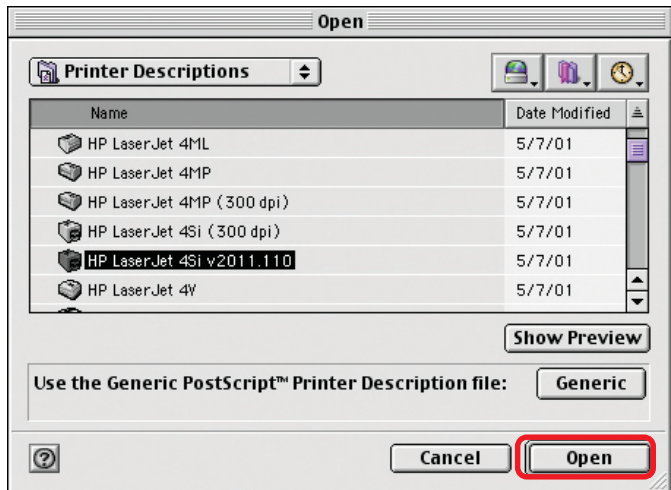 Open
Printer Descriptions
Name Date Modified
HP LaserJet 4ML 5/7/01
HP LaserJet 4MP 5/7/01
HP LaserJet 4MP (300 dpi) 5/7/01
HP LaserJet 4Si (300 dpi) 5/7/01
HP LaserJet 4Si v2011.110 5/7/01
HP LaserJet 4V 5/7/01
Show Preview
Use the Generic PostScript™ Printer Description file: Generic
? Cancel Open